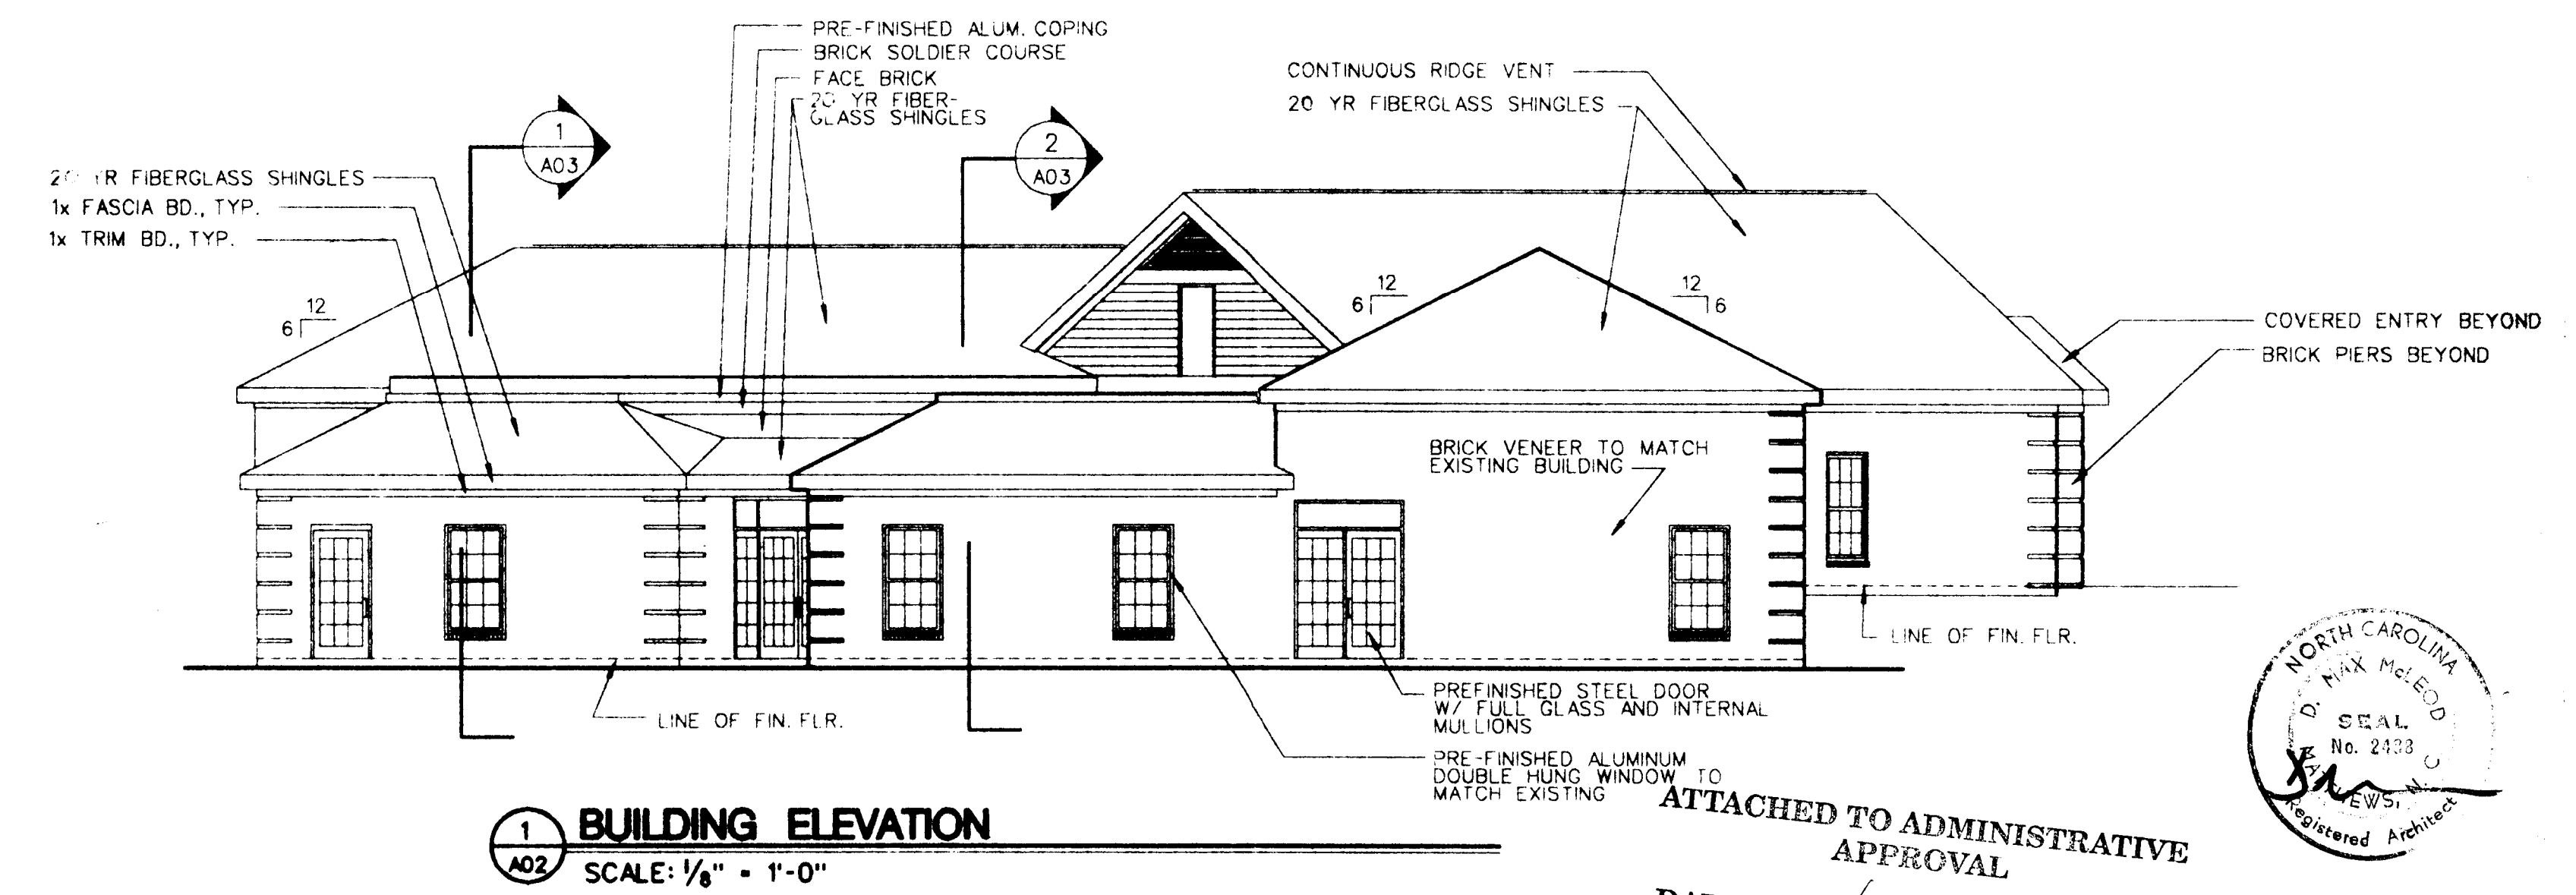 PRE-FINISHED ALUM. COPING
BRICK SOLDIER COURSE
FACE BRICK
20 YR FIBER-
GLASS SHINGLES
CONTINUOUS RIDGE VENT
20 YR FIBERGLASS SHINGLES
1
A03
2
A03
20 YR FIBERGLASS SHINGLES
1x FASCIA BD., TYP.
1x TRIM BD., TYP.
12
6
12
6
12
6
COVERED ENTRY BEYOND
BRICK PIERS BEYOND
BRICK VENEER TO MATCH
EXISTING BUILDING
LINE OF FIN. FLR.
LINE OF FIN. FLR.
PREFINISHED STEEL DOOR
W/ FULL GLASS AND INTERNAL
MULLIONS
PRE-FINISHED ALUMINUM
DOUBLE HUNG WINDOW TO
MATCH EXISTING
1
A02
BUILDING ELEVATION
SCALE: 1/8" = 1'-0"
ATTACHED TO ADMINISTRATIVE
APPROVAL
NORTH CAROLINA
D. MAX McLEOD
SEAL
No. 2438
Registered Architect